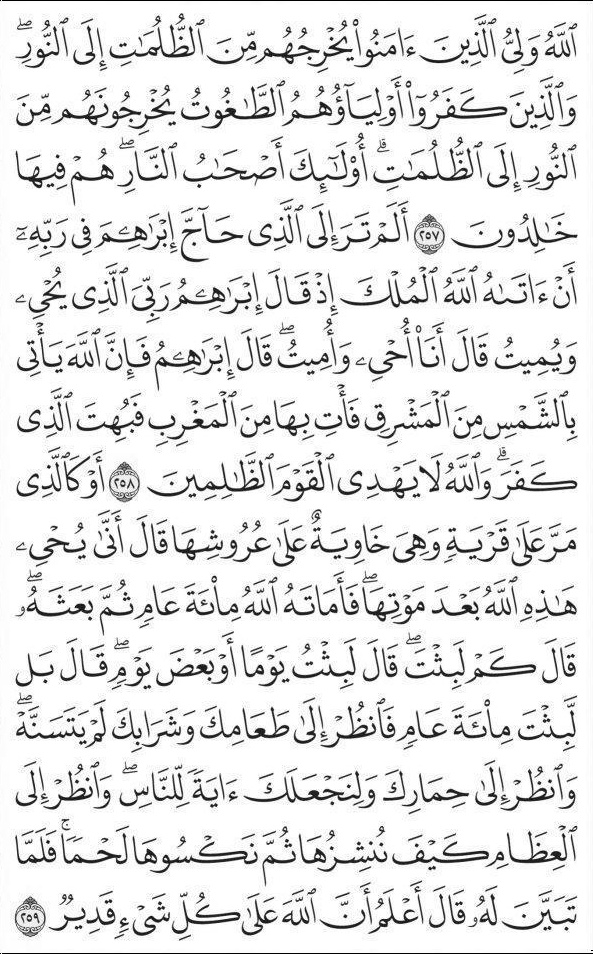 ٱللَّهُ وَلِىُّ ٱلَّذِينَ ءَامَنُوا۟ يُخْرِجُهُم مِّنَ ٱلظُّلُمَٰتِ إِلَى ٱلنُّورِ ۖ
وَٱلَّذِينَ كَفَرُوٓا۟ أَوْلِيَآؤُهُمُ ٱلطَّٰغُوتُ يُخْرِجُونَهُم مِّنَ
ٱلنُّورِ إِلَى ٱلظُّلُمَٰتِ ۗ أُو۟لَٰٓئِكَ أَصْحَٰبُ ٱلنَّارِ ۖ هُمْ فِيهَا
خَٰلِدُونَ ٢٥٧ أَلَمْ تَرَ إِلَى ٱلَّذِى حَآجَّ إِبْرَٰهِـۧمَ فِى رَبِّهِۦٓ
أَنْ ءَاتَىٰهُ ٱللَّهُ ٱلْمُلْكَ إِذْ قَالَ إِبْرَٰهِـۧمُ رَبِّىَ ٱلَّذِى يُحْىِۦ
وَيُمِيتُ قَالَ أَنَا۠ أُحْىِۦ وَأُمِيتُ ۖ قَالَ إِبْرَٰهِـۧمُ فَإِنَّ ٱللَّهَ يَأْتِى
بِٱلشَّمْسِ مِنَ ٱلْمَشْرِقِ فَأْتِ بِهَا مِنَ ٱلْمَغْرِبِ فَبُهِتَ ٱلَّذِى
كَفَرَ ۗ وَٱللَّهُ لَا يَهْدِى ٱلْقَوْمَ ٱلظَّٰلِمِينَ ٢٥٨ أَوْ كَٱلَّذِى
مَرَّ عَلَىٰ قَرْيَةٍ وَهِىَ خَاوِيَةٌ عَلَىٰ عُرُوشِهَا قَالَ أَنَّىٰ يُحْىِۦ
هَٰذِهِ ٱللَّهُ بَعْدَ مَوْتِهَا ۖ فَأَمَاتَهُ ٱللَّهُ مِا۟ئَةَ عَامٍ ثُمَّ بَعَثَهُۥ ۖ
قَالَ كَمْ لَبِثْتَ ۖ قَالَ لَبِثْتُ يَوْمًا أَوْ بَعْضَ يَوْمٍ ۖ قَالَ بَل
لَّبِثْتَ مِا۟ئَةَ عَامٍ فَٱنظُرْ إِلَىٰ طَعَامِكَ وَشَرَابِكَ لَمْ يَتَسَنَّهْ ۖ
وَٱنظُرْ إِلَىٰ حِمَارِكَ وَلِنَجْعَلَكَ ءَايَةً لِّلنَّاسِ ۖ وَٱنظُرْ إِلَى
ٱلْعِظَامِ كَيْفَ نُنشِزُهَا ثُمَّ نَكْسُوهَا لَحْمًا ۚ فَلَمَّا
تَبَيَّنَ لَهُۥ قَالَ أَعْلَمُ أَنَّ ٱللَّهَ عَلَىٰ كُلِّ شَىْءٍ قَدِيرٌ ٢٥٩